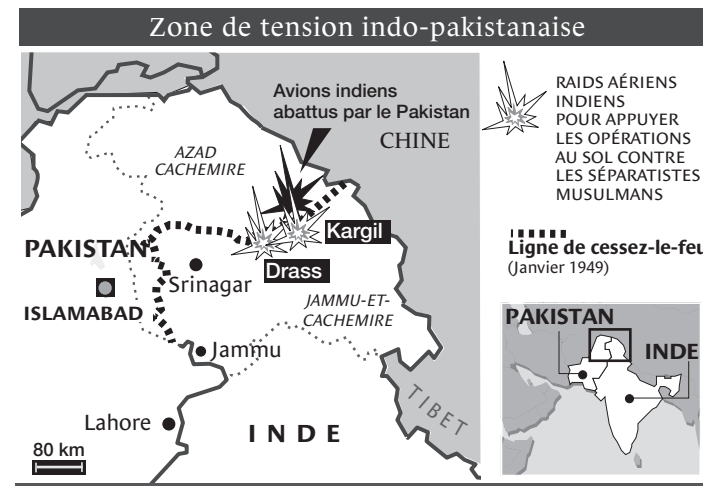 Zone de tension indo-pakistanaise
Avions indiens
abattus par le Pakistan
CHINE
AZAD
CACHEMIRE
PAKISTAN
Kargil
Drass
Srinagar
ISLAMABAD
JAMMU-ET-
CACHEMIRE
Jammu
TIBET
Lahore
INDE
80 km
RAIDS AÉRIENS
INDIENS
POUR APPUYER
LES OPÉRATIONS
AU SOL CONTRE
LES SÉPARATISTES
MUSULMANS
Ligne de cessez-le-feu
(Janvier 1949)
PAKISTAN
INDE